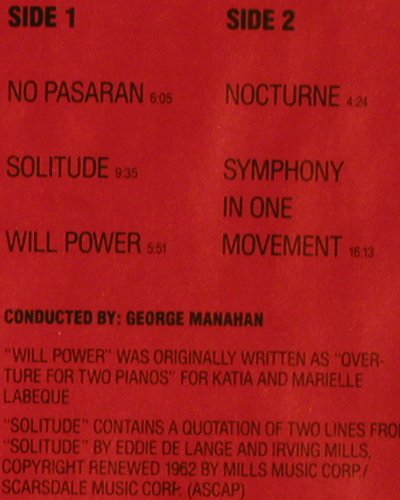 SIDE 1
NO PASARAN 6:05
SOLITUDE 9:35
WILL POWER 5:51
SIDE 2
NOCTURNE 4:24
SYMPHONY
IN ONE
MOVEMENT 16:13
CONDUCTED BY: GEORGE MANAHAN
"WILL POWER" WAS ORIGINALLY WRITTEN AS "OVER-
TURE FOR TWO PIANOS" FOR KATIA AND MARIELLE
LABEQUE
"SOLITUDE" CONTAINS A QUOTATION OF TWO LINES FRO
"SOLITUDE" BY EDDIE DE LANGE AND IRVING MILLS,
COPYRIGHT RENEWED 1962 BY MILLS MUSIC CORP./
SCARSDALE MUSIC CORP. (ASCAP)